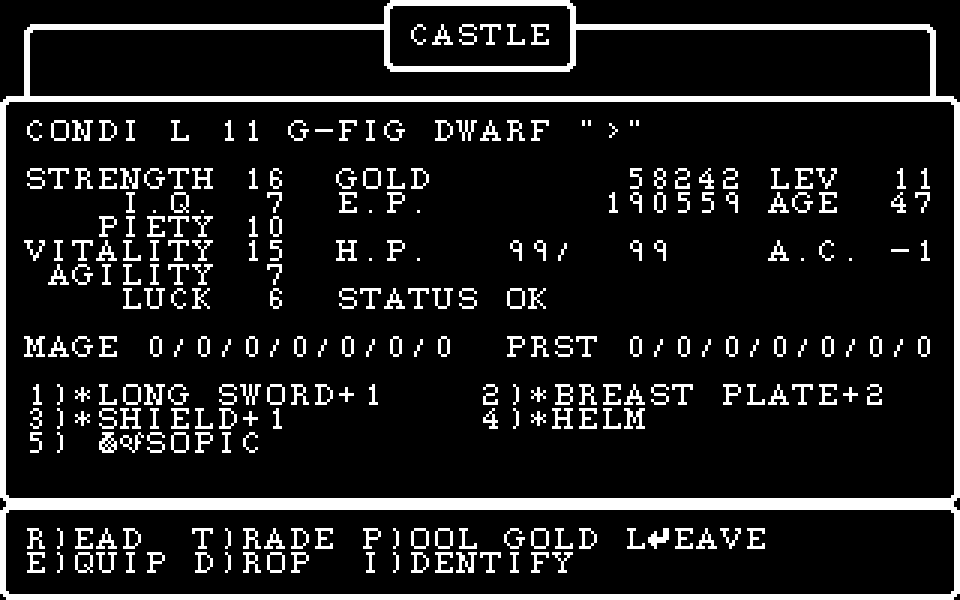 CASTLE
CONDI L 11 G-FIG DWARF ">"
STRENGTH 16 GOLD 58242 LEV 11
I.Q. 7 E.P. 190559 AGE 47
PIETY 10
VITALITY 15 H.P. 99/ 99 A.C. -1
AGILITY 7
LUCK 6 STATUS OK
MAGE 0/0/0/0/0/0/0 PRST 0/0/0/0/0/0/0
1)*LONG SWORD+1 2)*BREAST PLATE+2
3)*SHIELD+1 4)*HELM
5) SOPIC
R)EAD T)RADE P)OOL GOLD L↵EAVE
E)QUIP D)ROP I)DENTIFY